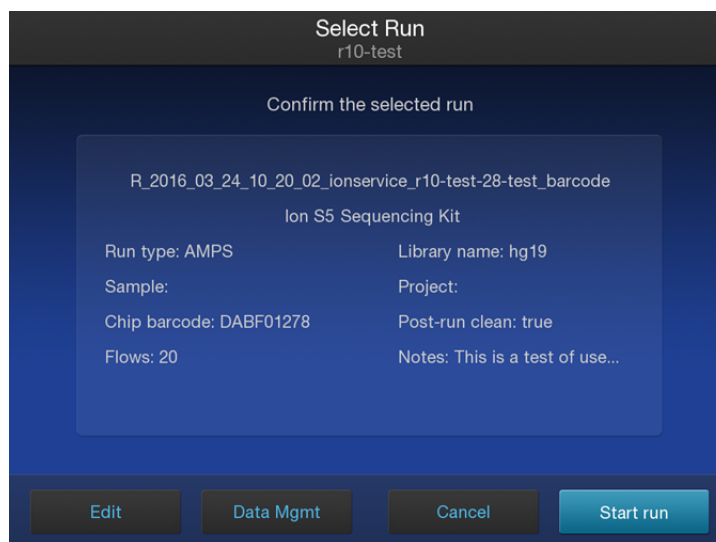 Select Run
r10-test
Confirm the selected run
R_2016_03_24_10_20_02_ionservice_r10-test-28-test_barcode
Ion S5 Sequencing Kit
Run type: AMPS
Library name: hg19
Sample:
Project:
Chip barcode: DABF01278
Post-run clean: true
Flows: 20
Notes: This is a test of use...
Edit
Data Mgmt
Cancel
Start run